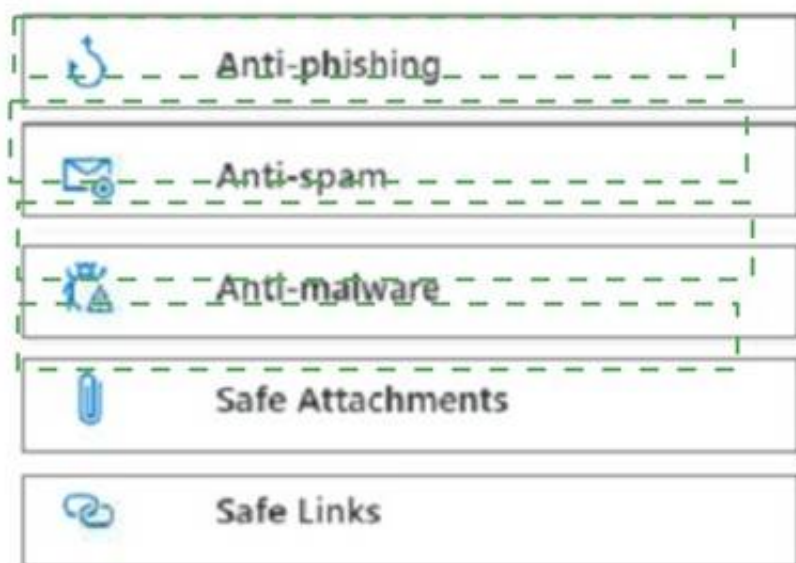 Anti-phishing
Anti-spam
Anti-malware
Safe Attachments
Safe Links